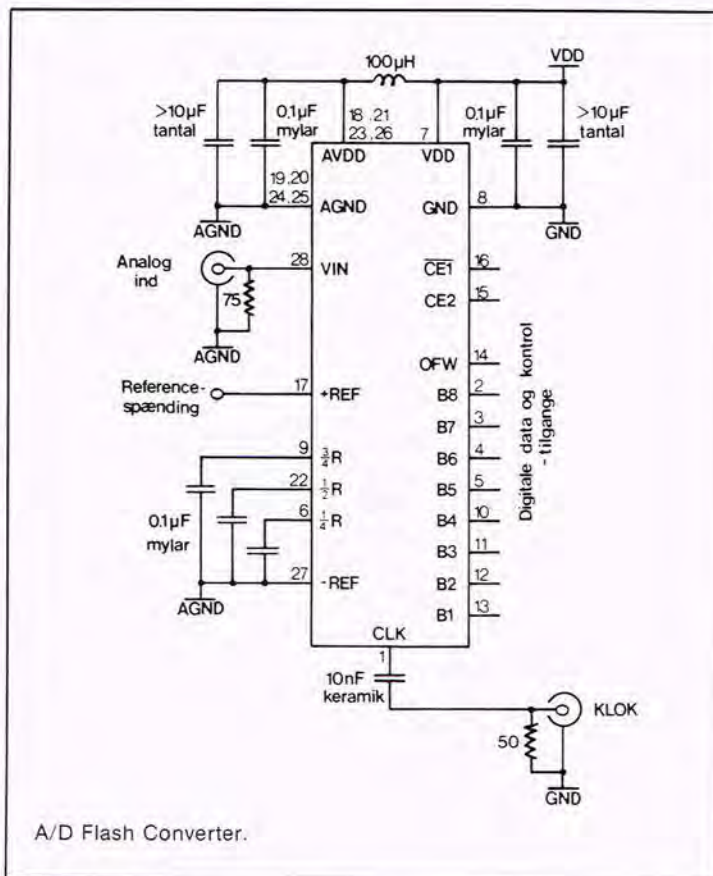 100µH
VDD
>10µF
tantal
0.1µF
mylar
18 .21
23 .26
7
0.1µF
mylar
>10µF
tantal
AVDD
VDD
19.20
24.25
AGND
GND
8
AGND
GND
Analog
ind
28
VIN
CE1
16
75
CE2
15
AGND
OFW
14
Reference-
spænding
17
+REF
B8
2
B7
3
9
¾R
B6
4
22
½R
B5
5
6
¼R
B4
10
0.1µF
mylar
B3
11
27
-REF
B2
12
AGND
B1
13
Digitale data og kontrol
- tilgange
CLK
1
10nF
keramik
KLOK
.50
GND
A/D Flash Converter.